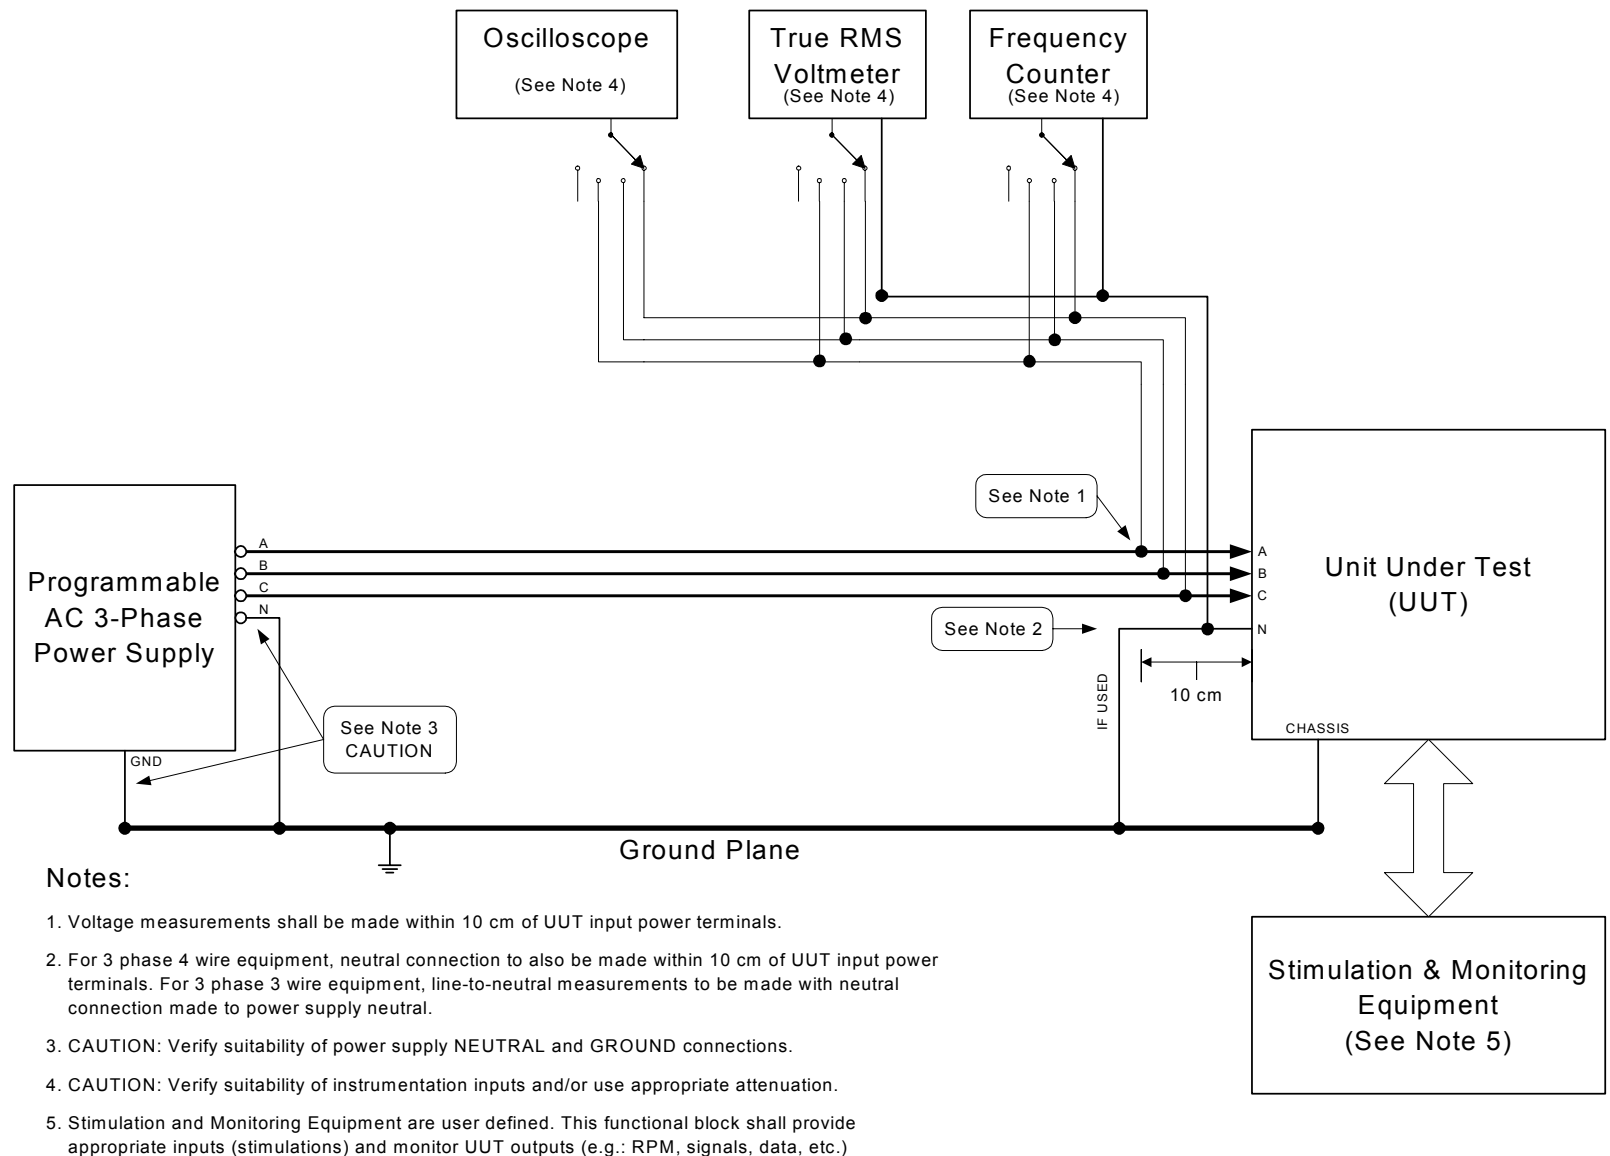 Oscilloscope
(See Note 4)
True RMS
Voltmeter
(See Note 4)
Frequency
Counter
(See Note 4)
See Note 1
Programmable
AC 3-Phase
Power Supply
A
B
C
N
GND
See Note 3
CAUTION
See Note 2
IF USED
10 cm
A
B
C
N
Unit Under Test
(UUT)
CHASSIS
Ground Plane
Stimulation & Monitoring
Equipment
(See Note 5)
Notes:
1. Voltage measurements shall be made within 10 cm of UUT input power terminals.
2. For 3 phase 4 wire equipment, neutral connection to also be made within 10 cm of UUT input power
terminals. For 3 phase 3 wire equipment, line-to-neutral measurements to be made with neutral
connection made to power supply neutral.
3. CAUTION: Verify suitability of power supply NEUTRAL and GROUND connections.
4. CAUTION: Verify suitability of instrumentation inputs and/or use appropriate attenuation.
5. Stimulation and Monitoring Equipment are user defined. This functional block shall provide
appropriate inputs (stimulations) and monitor UUT outputs (e.g.: RPM, signals, data, etc.)